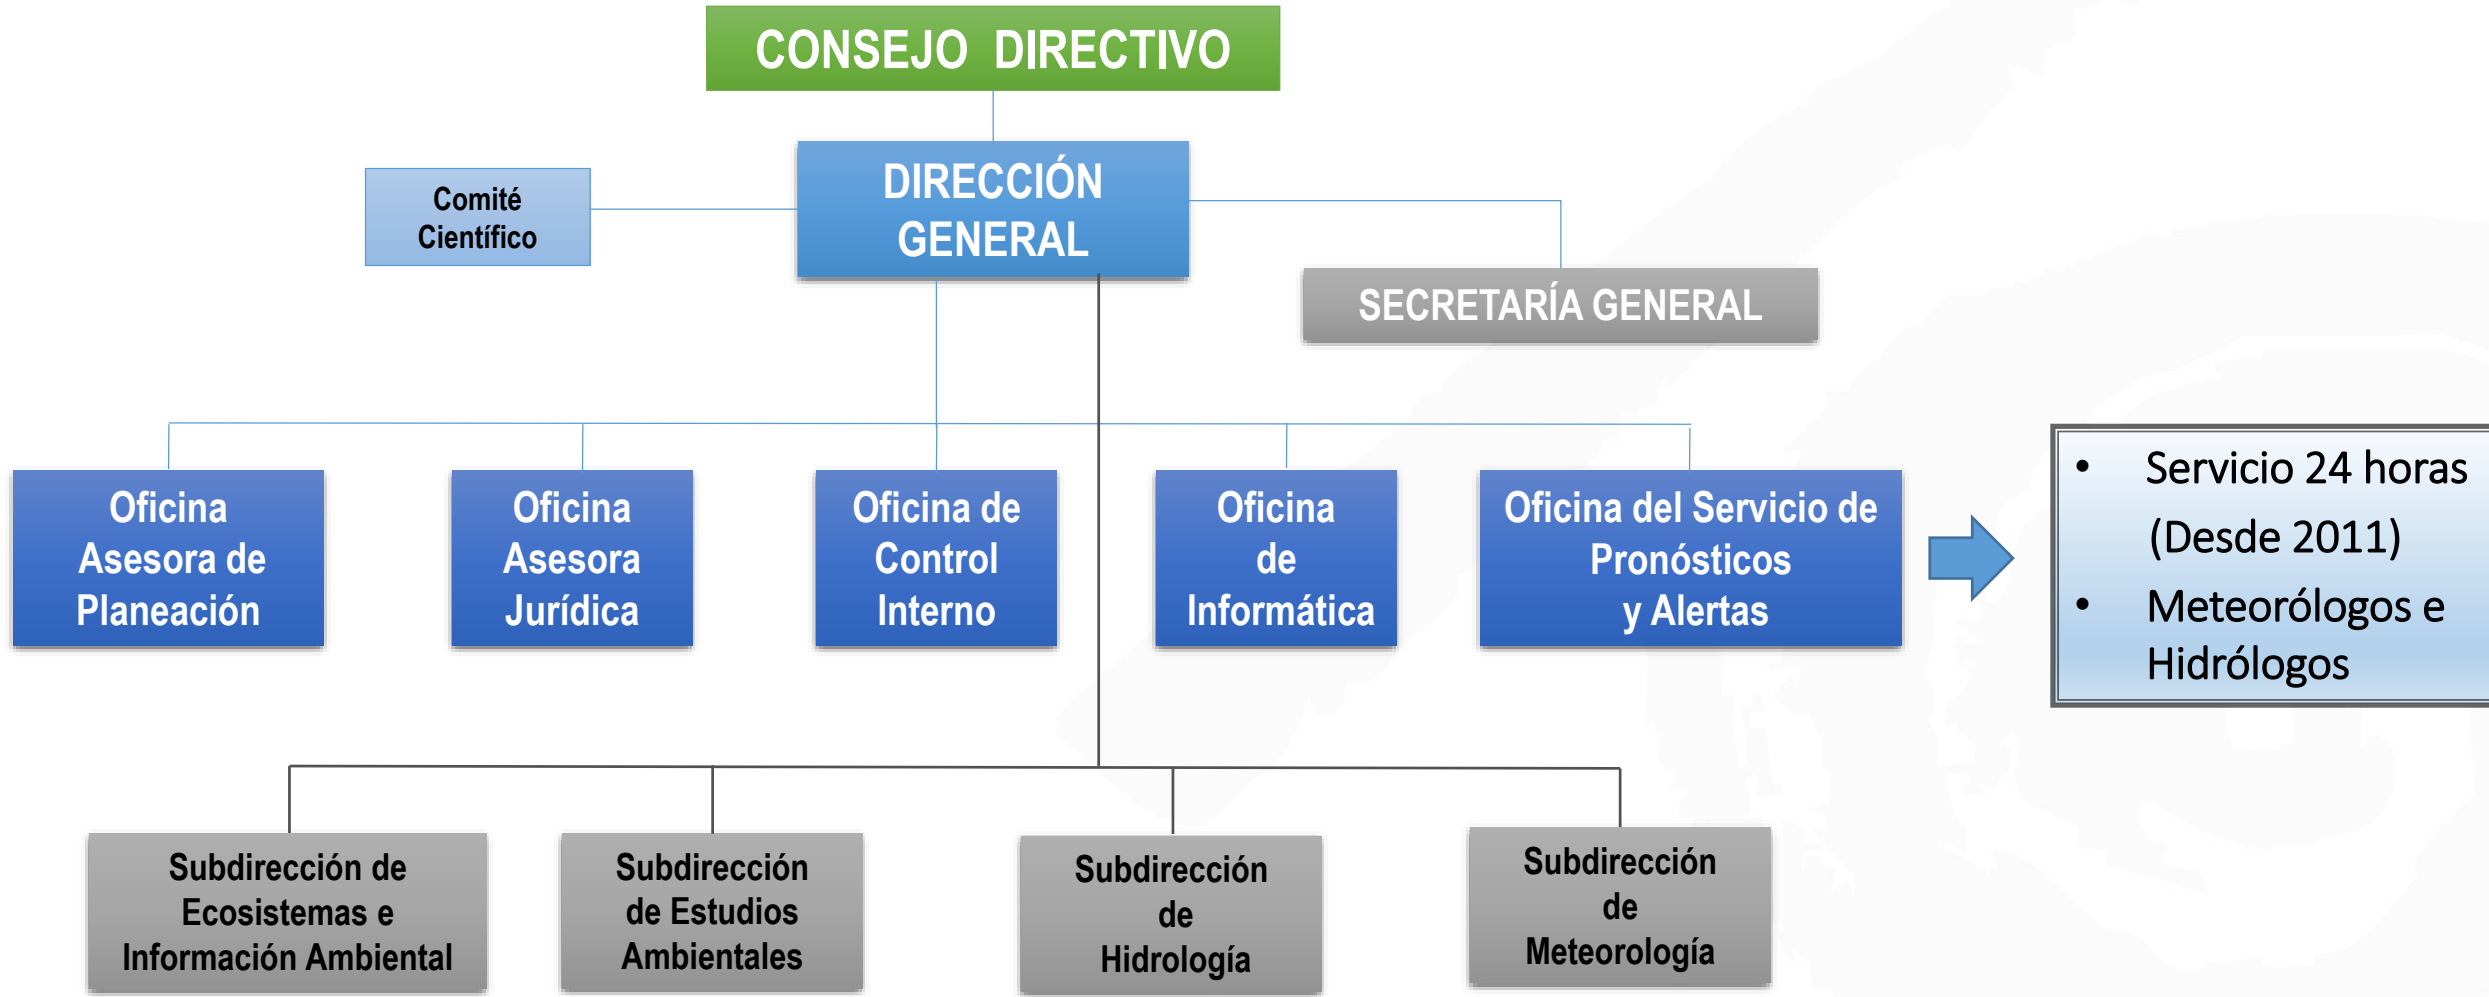 CONSEJO DIRECTIVO
DIRECCIÓN
GENERAL
Comité
Científico
SECRETARÍA GENERAL
Oficina
Asesora de
Planeación
Oficina
Asesora
Jurídica
Oficina de
Control
Interno
Oficina
de
Informática
Oficina del Servicio de
Pronósticos
y Alertas
• Servicio 24 horas
(Desde 2011)
• Meteorólogos e
Hidrólogos
Subdirección de
Ecosistemas e
Información Ambiental
Subdirección
de Estudios
Ambientales
Subdirección
de
Hidrología
Subdirección
de
Meteorología